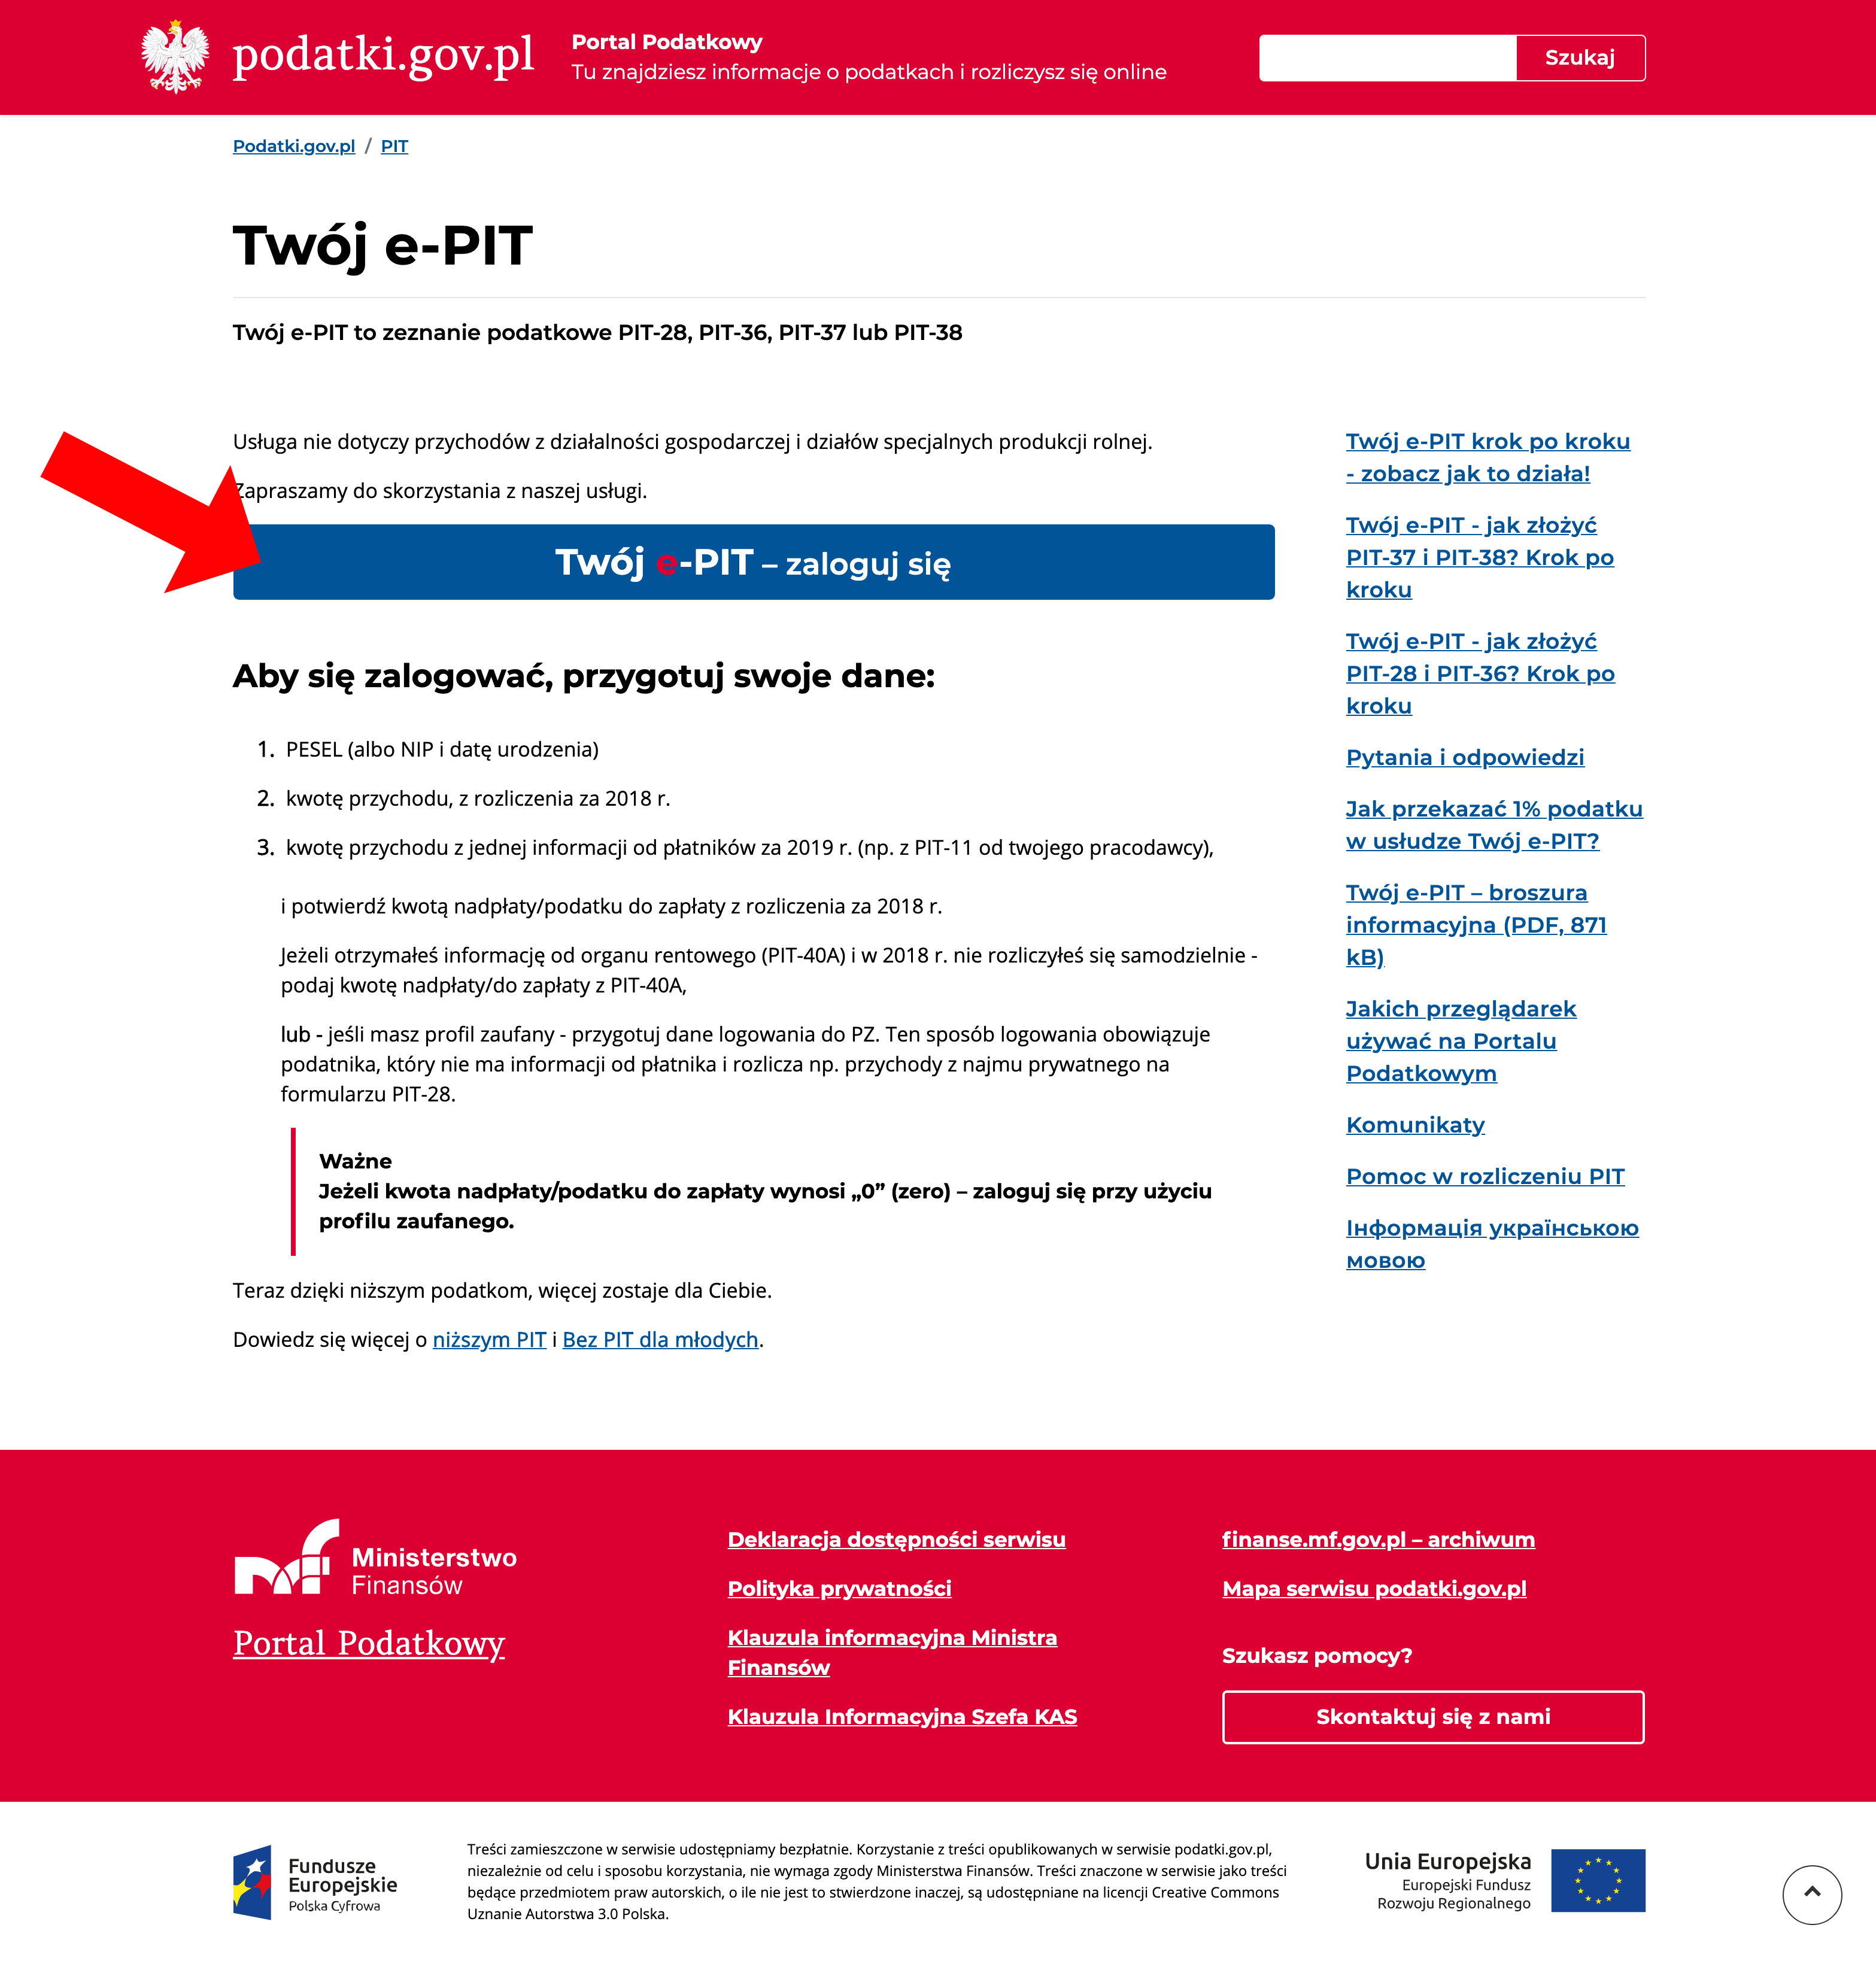 podatki.gov.pl
Portal Podatkowy
Tu znajdziesz informacje o podatkach i rozliczysz się online
Szukaj
Podatki.gov.pl / PIT
Twój e-PIT
Twój e-PIT to zeznanie podatkowe PIT-28, PIT-36, PIT-37 lub PIT-38
Usługa nie dotyczy przychodów z działalności gospodarczej i działów specjalnych produkcji rolnej.
Zapraszamy do skorzystania z naszej usługi.
Twój e-PIT – zaloguj się
Aby się zalogować, przygotuj swoje dane:
1. PESEL (albo NIP i datę urodzenia)
2. kwotę przychodu, z rozliczenia za 2018 r.
3. kwotę przychodu z jednej informacji od płatników za 2019 r. (np. z PIT-11 od twojego pracodawcy),
i potwierdź kwotą nadpłaty/podatku do zapłaty z rozliczenia za 2018 r.
Jeżeli otrzymałeś informację od organu rentowego (PIT-40A) i w 2018 r. nie rozliczyłeś się samodzielnie -
podaj kwotę nadpłaty/do zapłaty z PIT-40A,
lub - jeśli masz profil zaufany - przygotuj dane logowania do PZ. Ten sposób logowania obowiązuje
podatnika, który nie ma informacji od płatnika i rozlicza np. przychody z najmu prywatnego na
formularzu PIT-28.
Ważne
Jeżeli kwota nadpłaty/podatku do zapłaty wynosi „0” (zero) – zaloguj się przy użyciu
profilu zaufanego.
Teraz dzięki niższym podatkom, więcej zostaje dla Ciebie.
Dowiedz się więcej o niższym PIT i Bez PIT dla młodych.
Twój e-PIT krok po kroku
- zobacz jak to działa!
Twój e-PIT - jak złożyć
PIT-37 i PIT-38? Krok po
kroku
Twój e-PIT - jak złożyć
PIT-28 i PIT-36? Krok po
kroku
Pytania i odpowiedzi
Jak przekazać 1% podatku
w usłudze Twój e-PIT?
Twój e-PIT – broszura
informacyjna (PDF, 871
kB)
Jakich przeglądarek
używać na Portalu
Podatkowym
Komunikaty
Pomoc w rozliczeniu PIT
Інформація українською
мовою
Ministerstwo
Finansów
Portal Podatkowy
Deklaracja dostępności serwisu
Polityka prywatności
Klauzula informacyjna Ministra
Finansów
Klauzula Informacyjna Szefa KAS
finanse.mf.gov.pl – archiwum
Mapa serwisu podatki.gov.pl
Szukasz pomocy?
Skontaktuj się z nami
Fundusze
Europejskie
Polska Cyfrowa
Treści zamieszczone w serwisie udostępniamy bezpłatnie. Korzystanie z treści opublikowanych w serwisie podatki.gov.pl,
niezależnie od celu i sposobu korzystania, nie wymaga zgody Ministerstwa Finansów. Treści znaczone w serwisie jako treści
będące przedmiotem praw autorskich, o ile nie jest to stwierdzone inaczej, są udostępniane na licencji Creative Commons
Uznanie Autorstwa 3.0 Polska.
Unia Europejska
Europejski Fundusz
Rozwoju Regionalnego